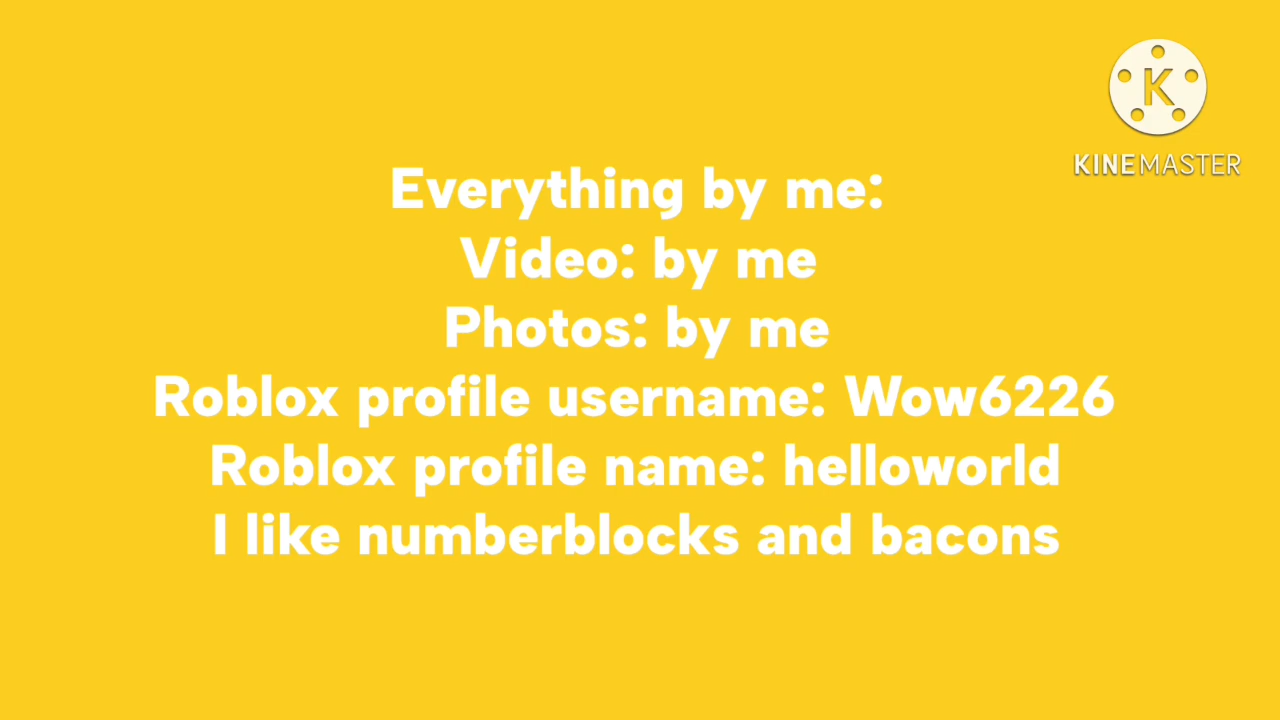 K
KINEMASTER
Everything by me:
Video: by me
Photos: by me
Roblox profile username: Wow6226
Roblox profile name: helloworld
I like numberblocks and bacons